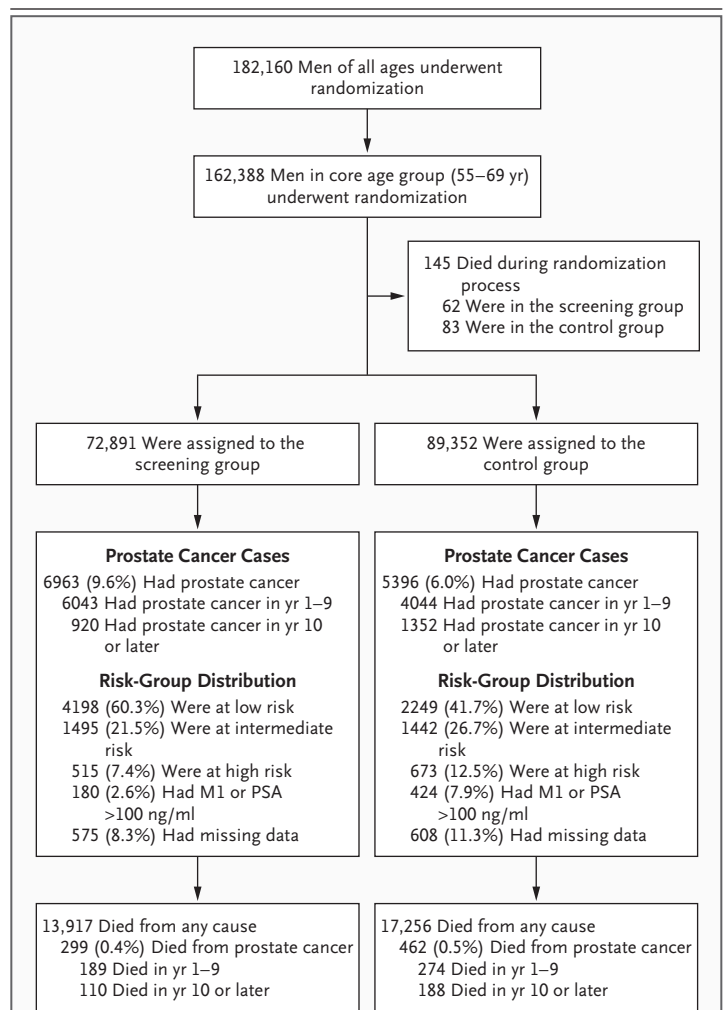 182,160 Men of all ages underwent
randomization
162,388 Men in core age group (55–69 yr)
underwent randomization
145 Died during randomization
process
62 Were in the screening group
83 Were in the control group
72,891 Were assigned to the
screening group
89,352 Were assigned to the
control group
Prostate Cancer Cases
6963 (9.6%) Had prostate cancer
6043 Had prostate cancer in yr 1–9
920 Had prostate cancer in yr 10
or later
Risk-Group Distribution
4198 (60.3%) Were at low risk
1495 (21.5%) Were at intermediate
risk
515 (7.4%) Were at high risk
180 (2.6%) Had M1 or PSA
>100 ng/ml
575 (8.3%) Had missing data
Prostate Cancer Cases
5396 (6.0%) Had prostate cancer
4044 Had prostate cancer in yr 1–9
1352 Had prostate cancer in yr 10
or later
Risk-Group Distribution
2249 (41.7%) Were at low risk
1442 (26.7%) Were at intermediate
risk
673 (12.5%) Were at high risk
424 (7.9%) Had M1 or PSA
>100 ng/ml
608 (11.3%) Had missing data
13,917 Died from any cause
299 (0.4%) Died from prostate cancer
189 Died in yr 1–9
110 Died in yr 10 or later
17,256 Died from any cause
462 (0.5%) Died from prostate cancer
274 Died in yr 1–9
188 Died in yr 10 or later